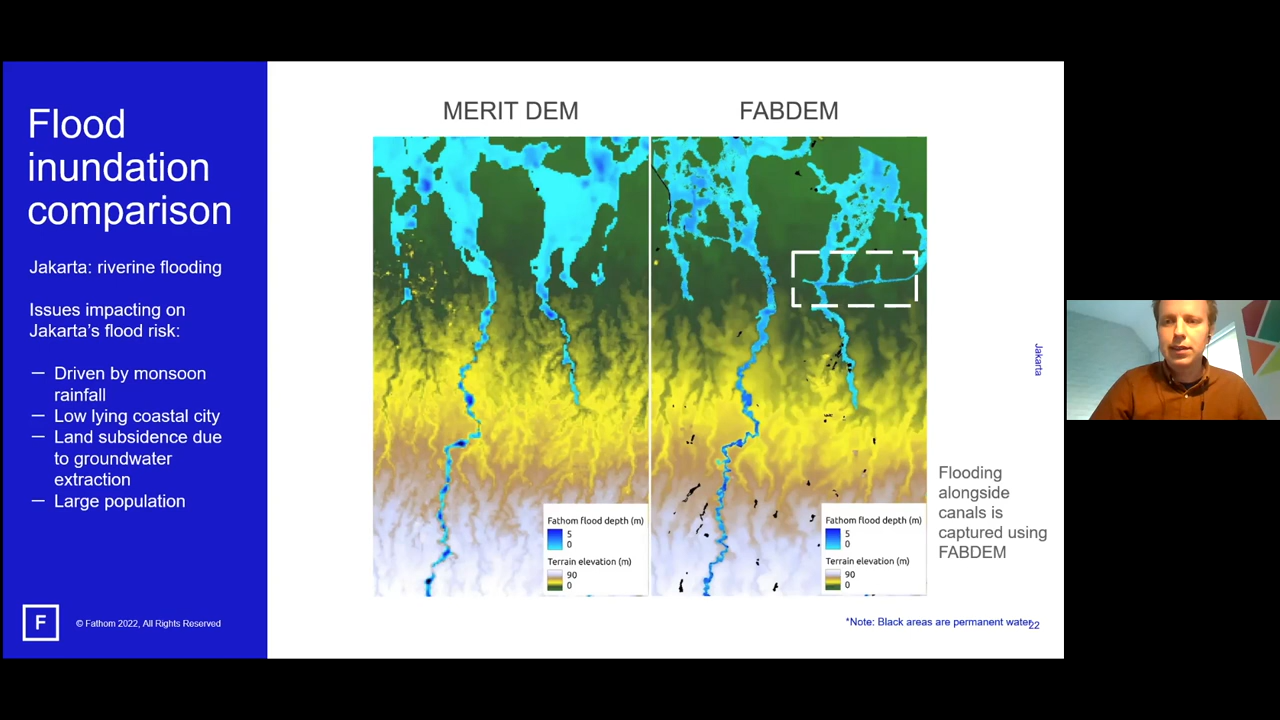 Flood
inundation
comparison
Jakarta: riverine flooding
Issues impacting on
Jakarta's flood risk:
— Driven by monsoon
rainfall
— Low lying coastal city
— Land subsidence due
to groundwater
extraction
— Large population
F
© Fathom 2022, All Rights Reserved
MERIT DEM
FABDEM
Fathom flood depth (m)
5
0
Terrain elevation (m)
90
0
Fathom flood depth (m)
5
0
Terrain elevation (m)
90
0
Jakarta
Flooding
alongside
canals is
captured using
FABDEM
*Note: Black areas are permanent water
22